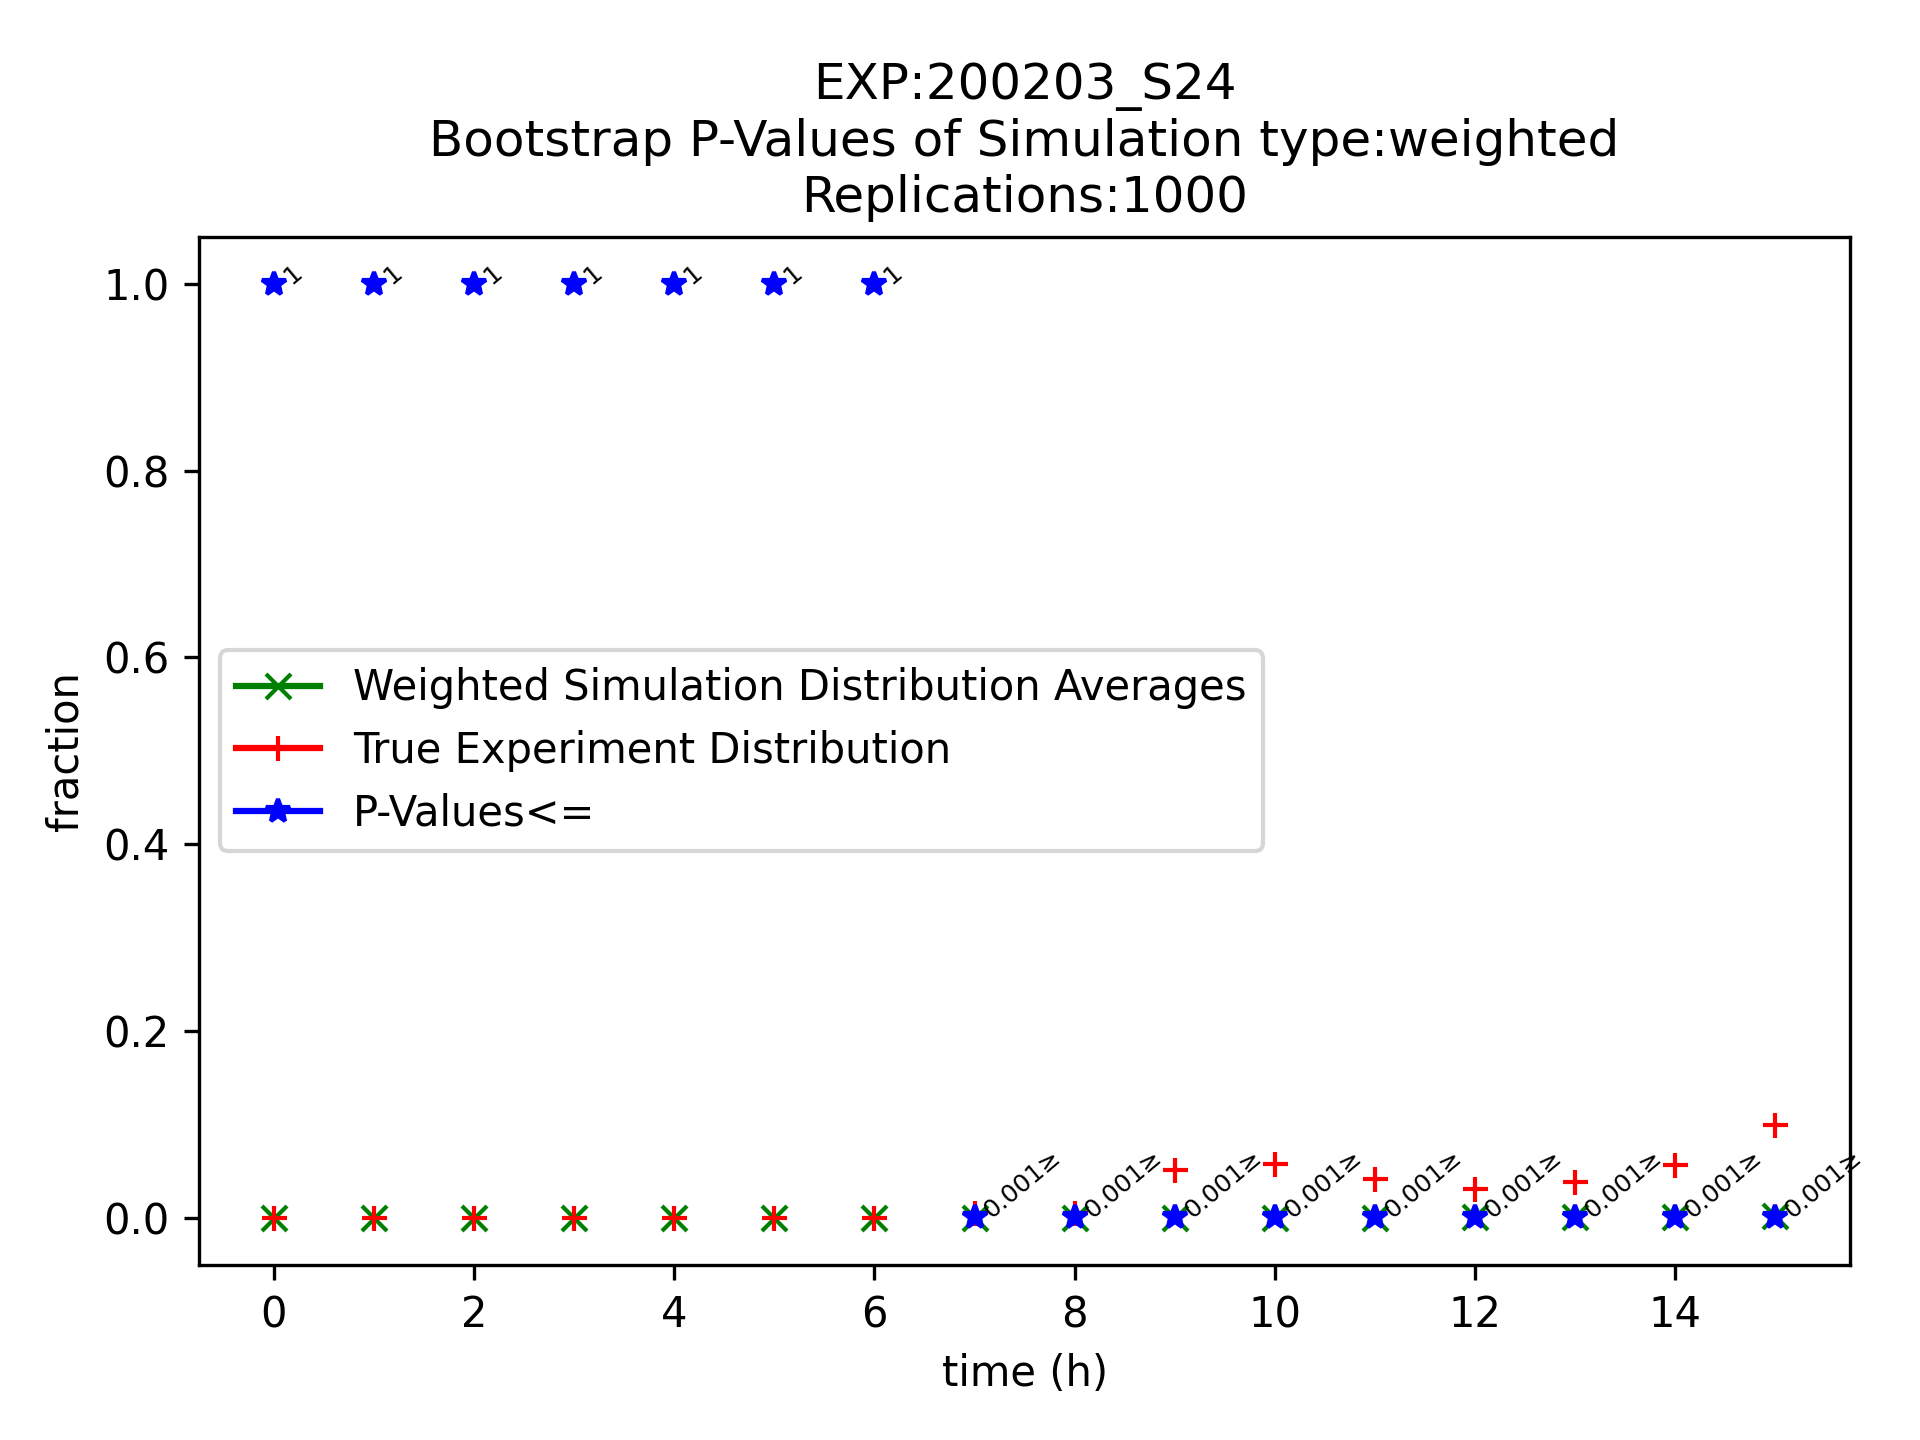 EXP:200203_S24
Bootstrap P-Values of Simulation type:weighted
Replications:1000
1 1 1 1 1 1 1
1.0
0.8
0.6
0.4
0.2
0.0
fraction
Weighted Simulation Distribution Averages
True Experiment Distribution
P-Values<=
0.001≥ 0.001≥ 0.001≥ 0.001≥ 0.001≥ 0.001≥ 0.001≥ 0.001≥ 0.001≥
0 2 4 6 8 10 12 14
time (h)